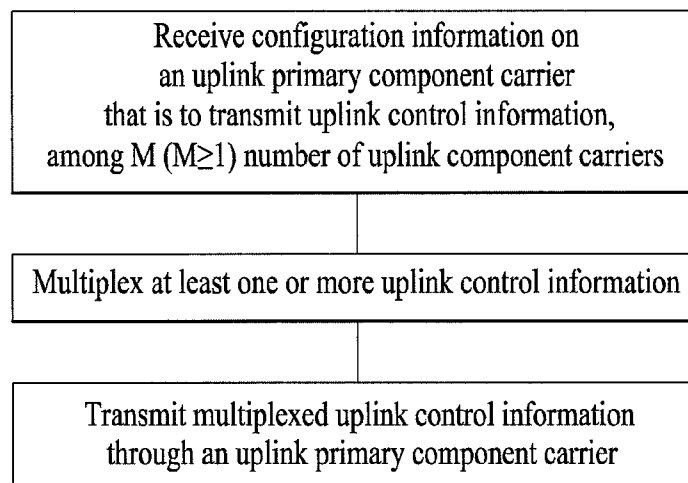 Receive configuration information on
an uplink primary component carrier
that is to transmit uplink control information,
among M (M≥1) number of uplink component carriers
Multiplex at least one or more uplink control information
Transmit multiplexed uplink control information
through an uplink primary component carrier